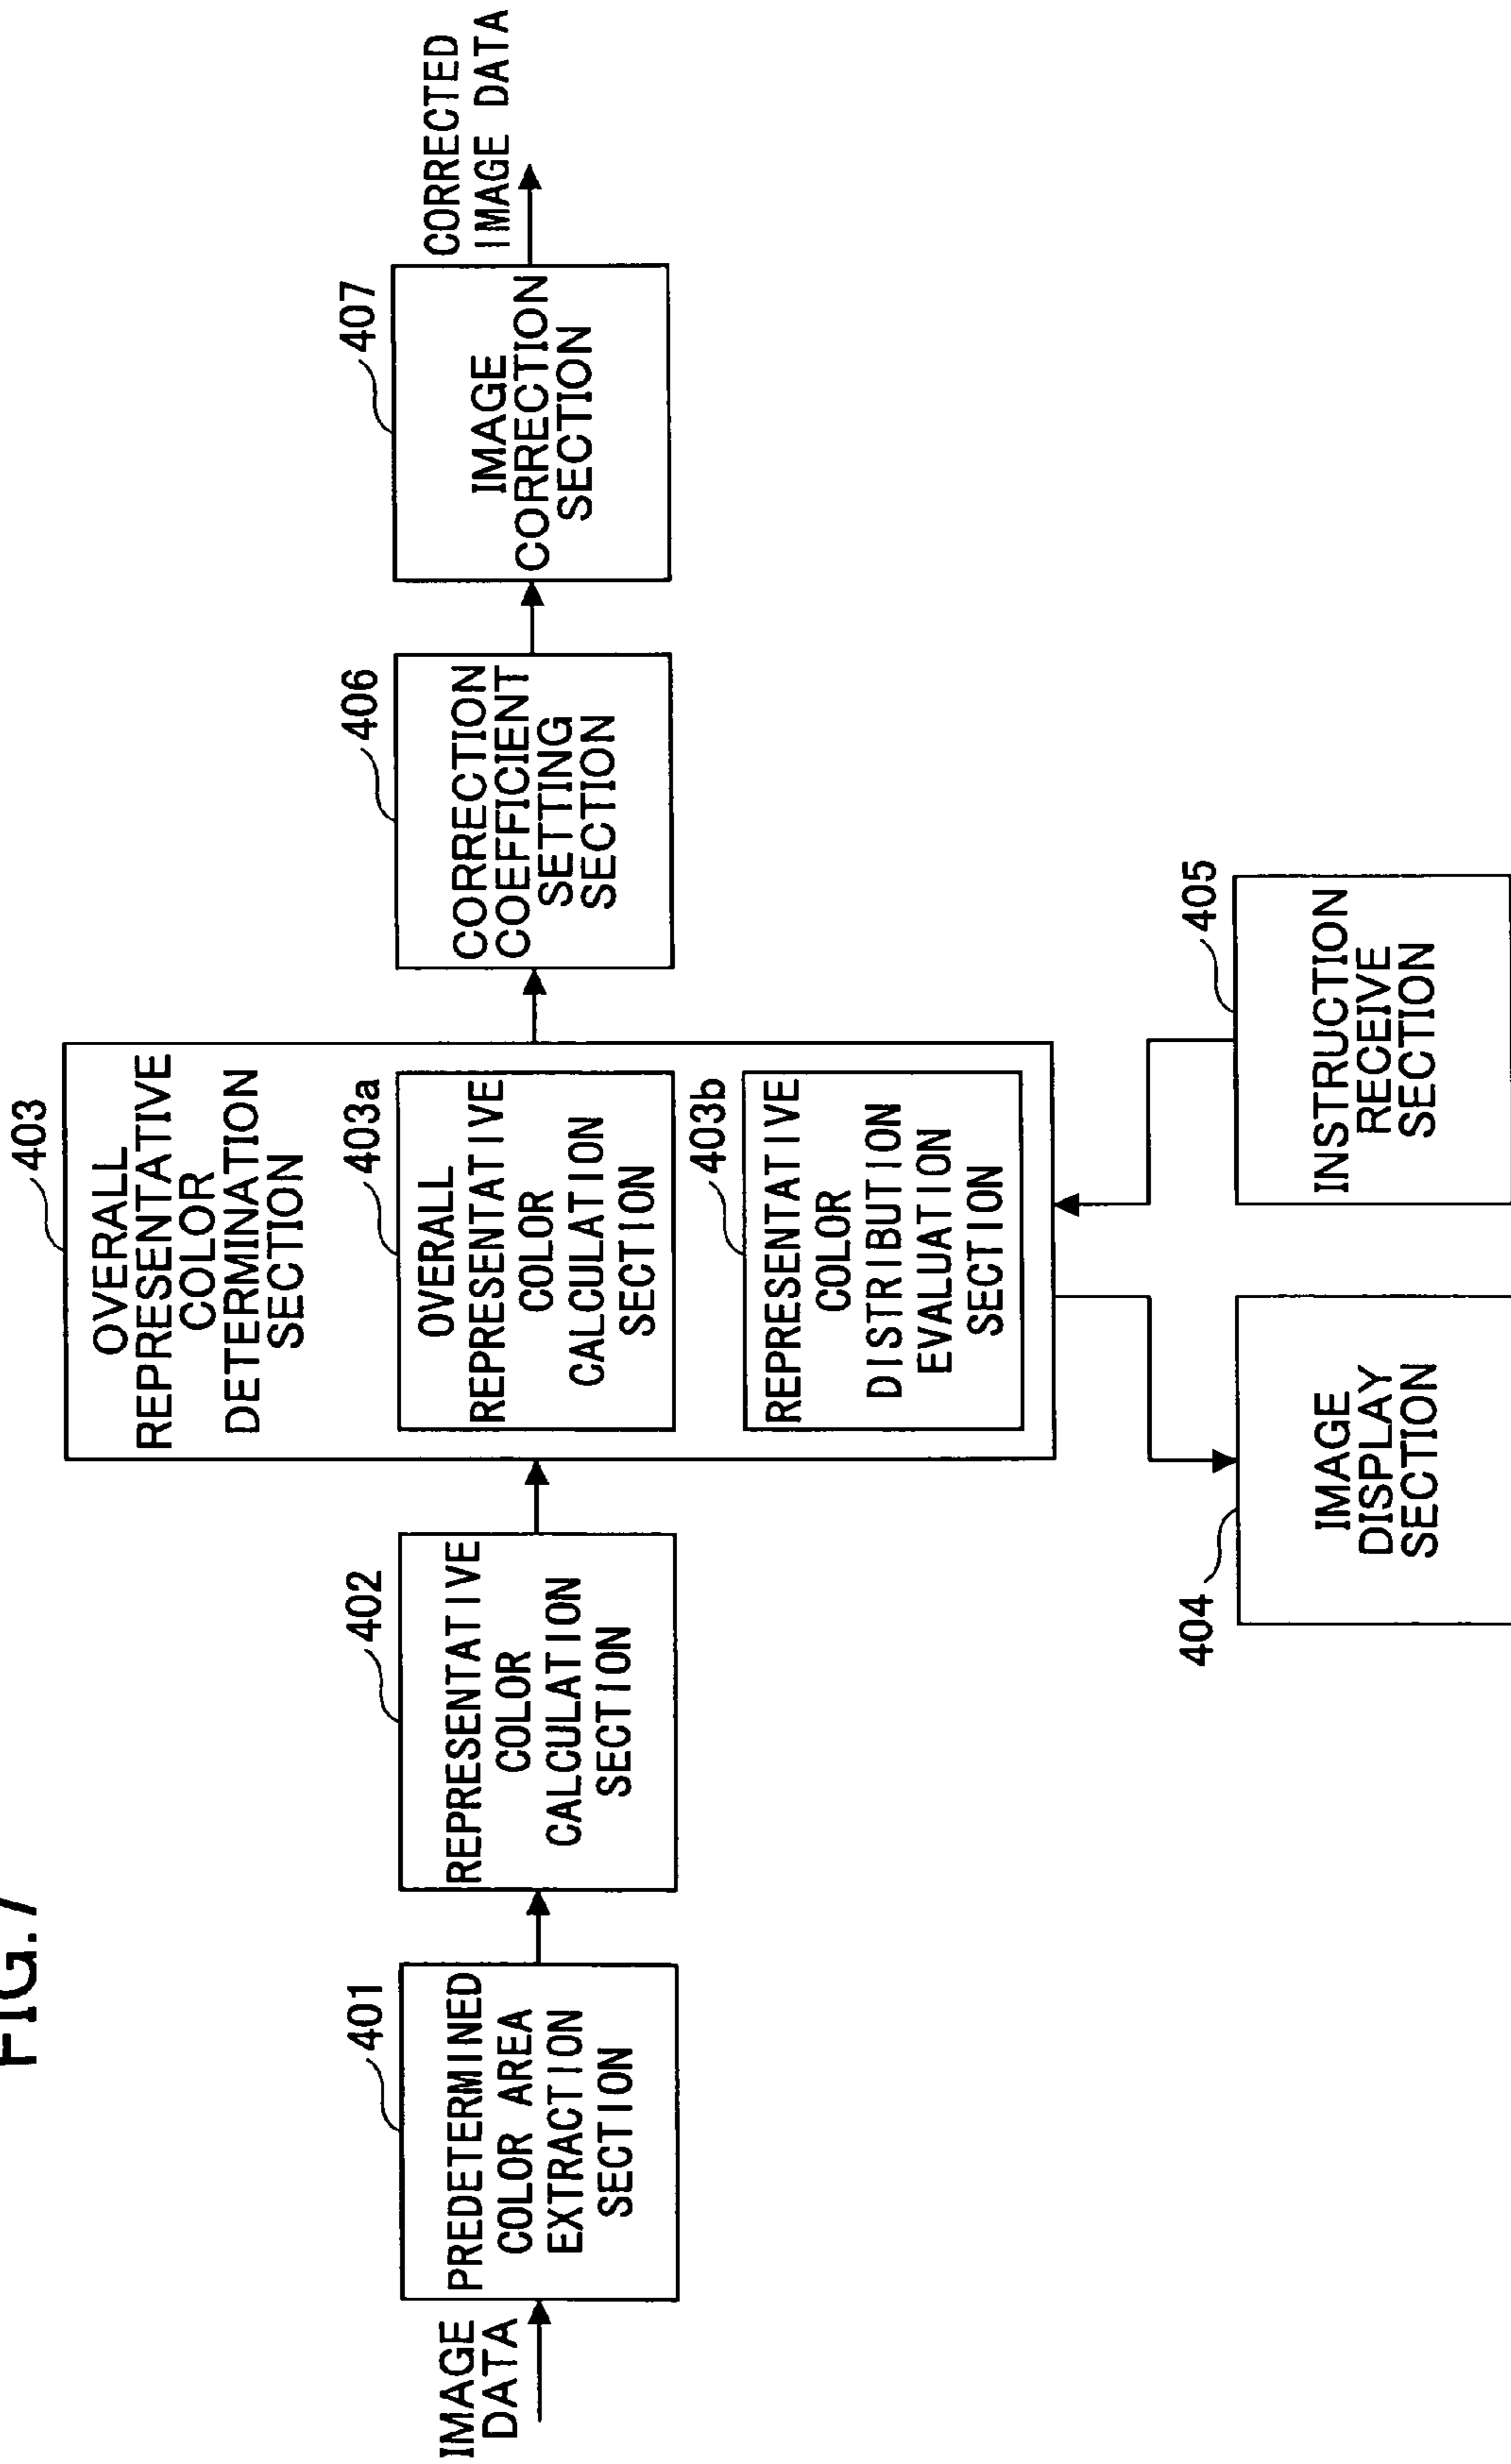 FIG.7
403
OVERALL
REPRESENTATIVE
COLOR
DETERMINATION
SECTION
IMAGE
DATA
401
PREDETERMINED
COLOR AREA
EXTRACTION
SECTION
402
REPRESENTATIVE
COLOR
CALCULATION
SECTION
403a
OVERALL
REPRESENTATIVE
COLOR
CALCULATION
SECTION
403b
REPRESENTATIVE
COLOR
DISTRIBUTION
EVALUATION
SECTION
406
CORRECTION
COEFFICIENT
SETTING
SECTION
407
IMAGE
CORRECTION
SECTION
CORRECTED
IMAGE DATA
404
IMAGE
DISPLAY
SECTION
405
INSTRUCTION
RECEIVE
SECTION